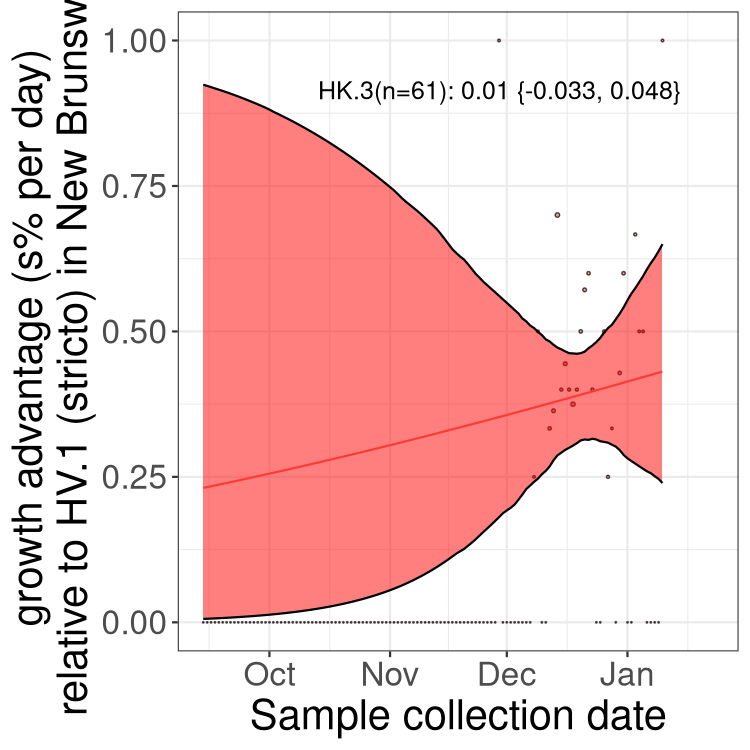 growth advantage (s% per day)
relative to HV.1 (stricto) in New Brunsw
1.00
0.75
0.50
0.25
0.00
HK.3(n=61): 0.01 {-0.033, 0.048}
Oct Nov Dec Jan
Sample collection date